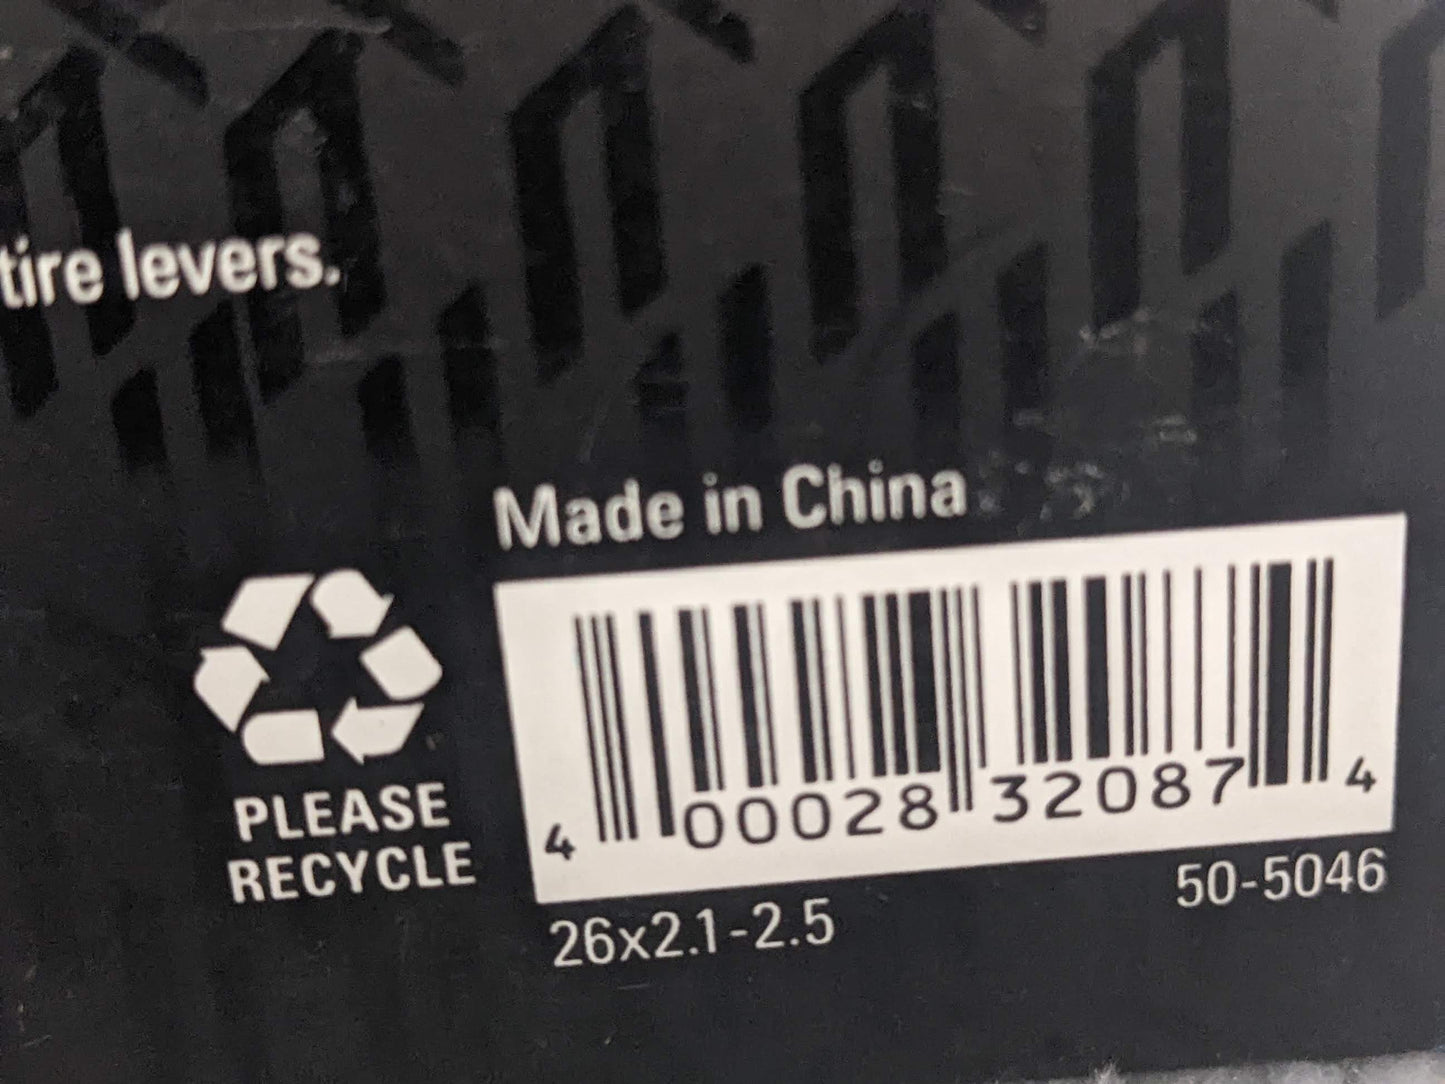 tire levers.
Made in China
PLEASE
RECYCLE
4 00028 32087 4
26x2.1-2.5
50-5046